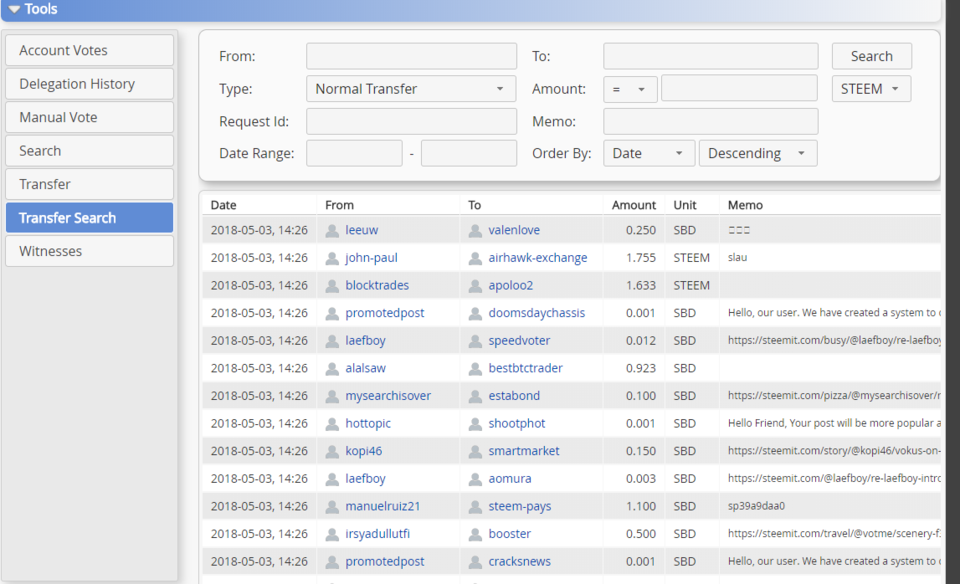 Tools
Account Votes
Delegation History
Manual Vote
Search
Transfer
Transfer Search
Witnesses
From: To: Search
Type: Normal Transfer Amount: = STEEM
Request Id: Memo:
Date Range: - Order By: Date Descending
Date From To Amount Unit Memo
2018-05-03, 14:26 leeuw valenlove 0.250 SBD
2018-05-03, 14:26 john-paul airhawk-exchange 1.755 STEEM slau
2018-05-03, 14:26 blocktrades apoloo2 1.633 STEEM
2018-05-03, 14:26 promotedpost doomsdaychassis 0.001 SBD Hello, our user. We have created a system to
2018-05-03, 14:26 laefboy speedvoter 0.012 SBD https://steemit.com/busy/@laefboy/re-laefboy
2018-05-03, 14:26 alalsaw bestbtctrader 0.923 SBD
2018-05-03, 14:26 mysearchisover estabond 0.100 SBD https://steemit.com/pizza/@mysearchisover/
2018-05-03, 14:26 hottopic shootphot 0.001 SBD Hello Friend, Your post will be more popular a
2018-05-03, 14:26 kopi46 smartmarket 0.150 SBD https://steemit.com/story/@kopi46/vokus-on-
2018-05-03, 14:26 laefboy aomura 0.003 SBD https://steemit.com/@laefboy/re-laefboy-intro
2018-05-03, 14:26 manuelruiz21 steem-pays 1.100 SBD sp39a9daa0
2018-05-03, 14:26 irsyadullutfi booster 0.500 SBD https://steemit.com/travel/@votme/scenery-f
2018-05-03, 14:26 promotedpost cracksnews 0.001 SBD Hello, our user. We have created a system to